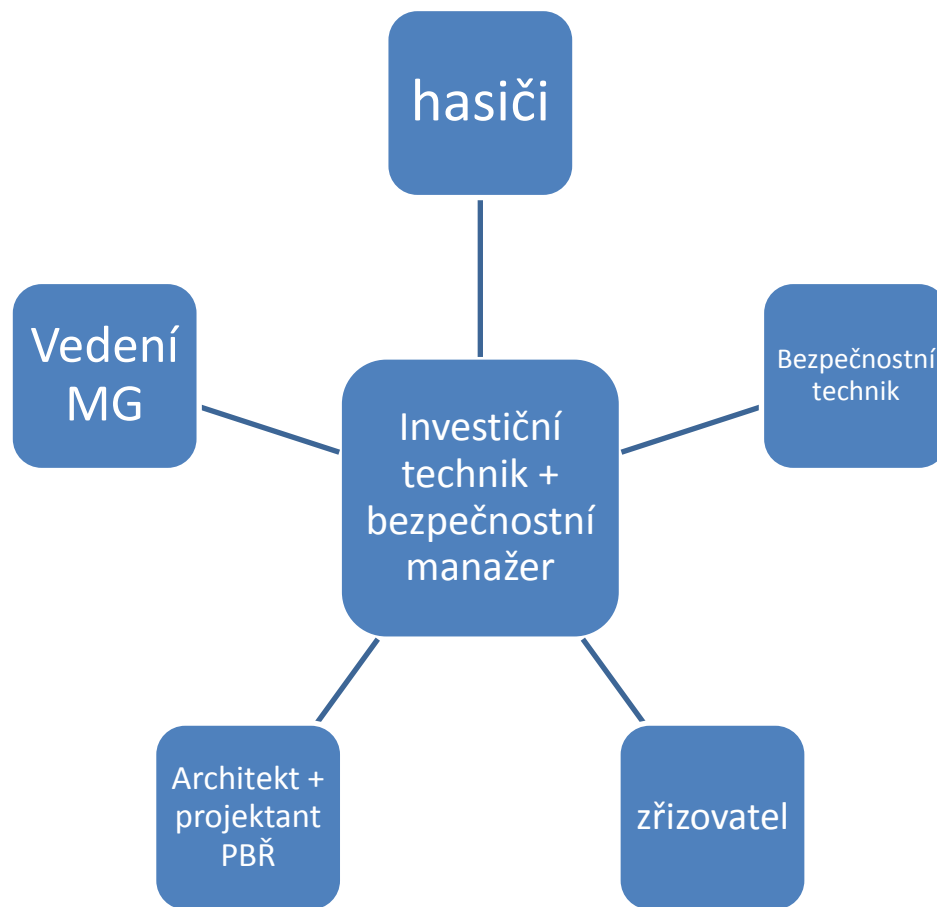 hasiči
Vedení
MG
Bezpečnostní
technik
Investiční
technik +
bezpečnostní
manažer
Architekt +
projektant
PBŘ
zřizovatel